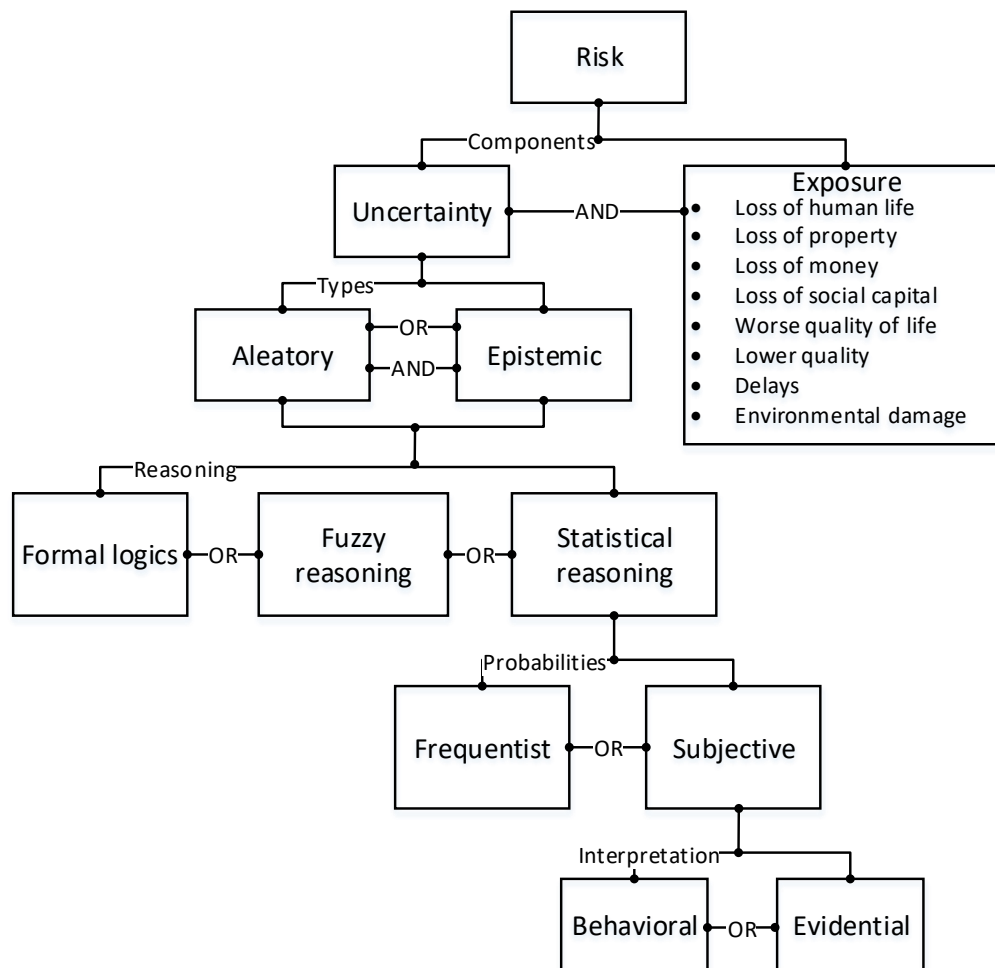 Risk
Components
Uncertainty
AND
Exposure
• Loss of human life
• Loss of property
• Loss of money
• Loss of social capital
• Worse quality of life
• Lower quality
• Delays
• Environmental damage
Types
Aleatory
OR
AND
Epistemic
Reasoning
Formal logics
OR
Fuzzy
reasoning
OR
Statistical
reasoning
Probabilities
Frequentist
OR
Subjective
Interpretation
Behavioral
OR
Evidential